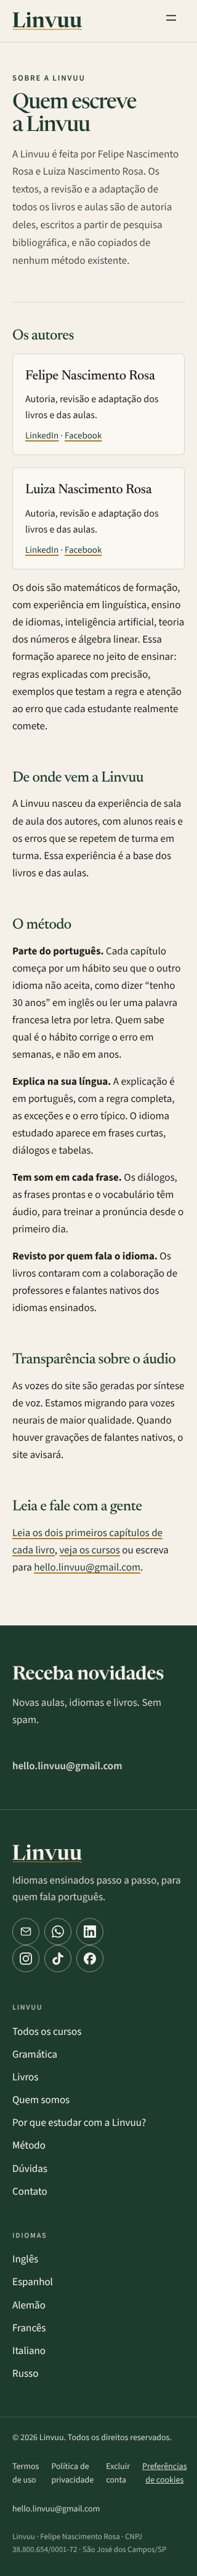 Linvuu
SOBRE A LINVUU
Quem escreve
a Linvuu
A Linvuu é feita por Felipe Nascimento
Rosa e Luiza Nascimento Rosa. Os
textos, a revisão e a adaptação de
todos os livros e aulas são de autoria
deles, escritos a partir de pesquisa
bibliográfica, e não copiados de
nenhum método existente.
Os autores
Felipe Nascimento Rosa
Autoria, revisão e adaptação dos
livros e das aulas.
LinkedIn · Facebook
Luiza Nascimento Rosa
Autoria, revisão e adaptação dos
livros e das aulas.
LinkedIn · Facebook
Os dois são matemáticos de formação,
com experiência em linguística, ensino
de idiomas, inteligência artificial, teoria
dos números e álgebra linear. Essa
formação aparece no jeito de ensinar:
regras explicadas com precisão,
exemplos que testam a regra e atenção
ao erro que cada estudante realmente
comete.
De onde vem a Linvuu
A Linvuu nasceu da experiência de sala
de aula dos autores, com alunos reais e
os erros que se repetem de turma em
turma. Essa experiência é a base dos
livros e das aulas.
O método
Parte do português. Cada capítulo
começa por um hábito seu que o outro
idioma não aceita, como dizer “tenho
30 anos” em inglês ou ler uma palavra
francesa letra por letra. Quem sabe
qual é o hábito corrige o erro em
semanas, e não em anos.
Explica na sua língua. A explicação é
em português, com a regra completa,
as exceções e o erro típico. O idioma
estudado aparece em frases curtas,
diálogos e tabelas.
Tem som em cada frase. Os diálogos,
as frases prontas e o vocabulário têm
áudio, para treinar a pronúncia desde o
primeiro dia.
Revisto por quem fala o idioma. Os
livros contaram com a colaboração de
professores e falantes nativos dos
idiomas ensinados.
Transparência sobre o áudio
As vozes do site são geradas por síntese
de voz. Estamos migrando para vozes
neurais de maior qualidade. Quando
houver gravações de falantes nativos, o
site avisará.
Leia e fale com a gente
Leia os dois primeiros capítulos de
cada livro, veja os cursos ou escreva
para hello.linvuu@gmail.com.
Receba novidades
Novas aulas, idiomas e livros. Sem
spam.
hello.linvuu@gmail.com
Linvuu
Idiomas ensinados passo a passo, para
quem fala português.
LINVUU
Todos os cursos
Gramática
Livros
Quem somos
Por que estudar com a Linvuu?
Método
Dúvidas
Contato
IDIOMAS
Inglês
Espanhol
Alemão
Francês
Italiano
Russo
© 2026 Linvuu. Todos os direitos reservados.
Termos de uso
Política de privacidade
Excluir conta
Preferências de cookies
hello.linvuu@gmail.com
Linvuu · Felipe Nascimento Rosa · CNPJ
38.800.654/0001-72 · São José dos Campos/SP